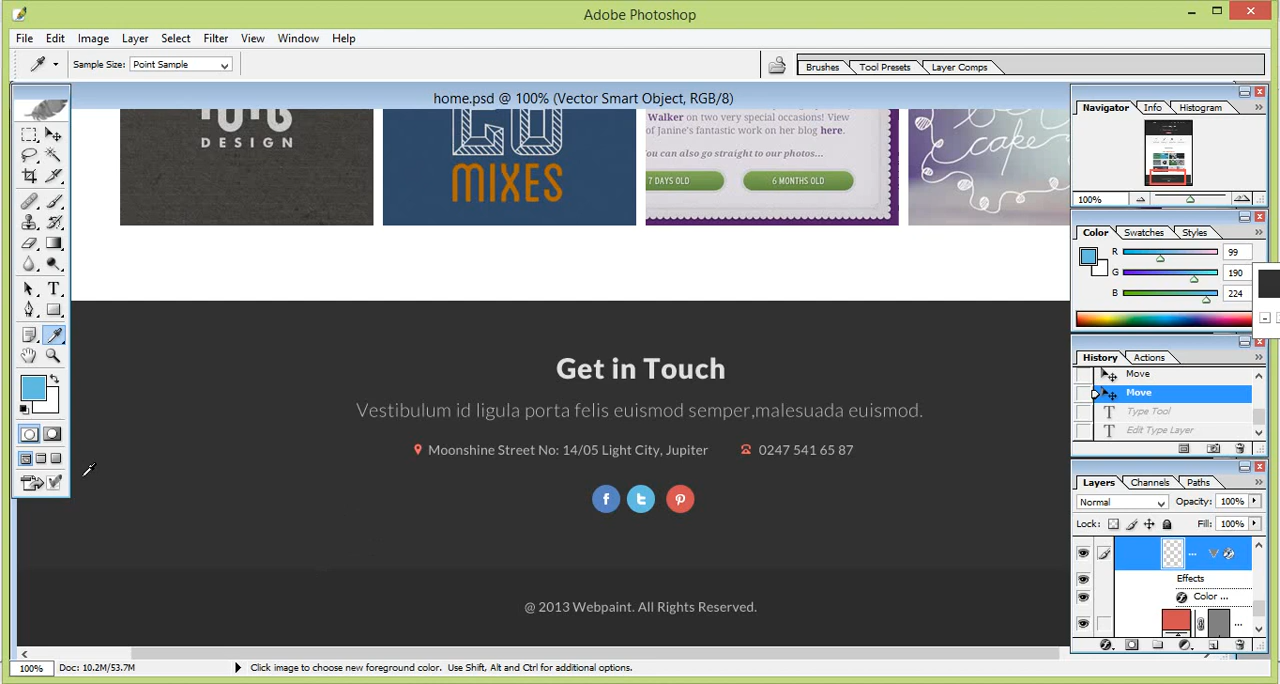 Adobe Photoshop
File Edit Image Layer Select Filter View Window Help
Sample Size: Point Sample
Brushes Tool Presets Layer Comps
home.psd @ 100% (Vector Smart Object, RGB/8)
DESIGN
MIXES
Walker on two very special occasions! View
of Janine's fantastic work on her blog here.
You can also go straight to our photos...
7 DAYS OLD 6 MONTHS OLD
cake
Navigator Info Histogram
100%
Color Swatches Styles
R 99
G 190
B 224
History Actions
Move
Move
Type Tool
Edit Type Layer
Layers Channels Paths
Normal Opacity: 100%
Lock: Fill: 100%
...
Effects
Color ...
...
Get in Touch
Vestibulum id ligula porta felis euismod semper,malesuada euismod.
Moonshine Street No: 14/05 Light City, Jupiter 0247 541 65 87
@ 2013 Webpaint. All Rights Reserved.
100% Doc: 10.2M/53.7M Click image to choose new foreground color. Use Shift, Alt and Ctrl for additional options.